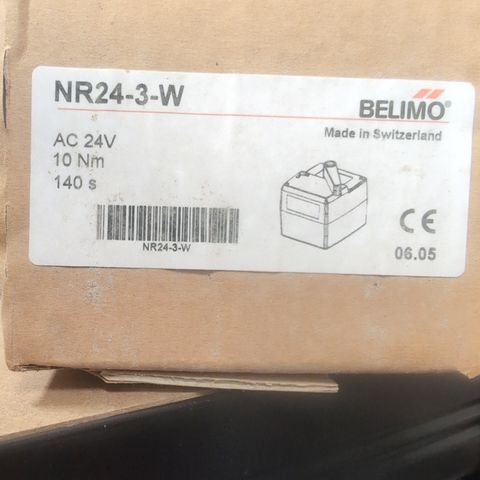 NR24-3-W
BELIMO®
Made in Switzerland
AC 24V
10 Nm
140 s
NR24-3-W
CE
06.05